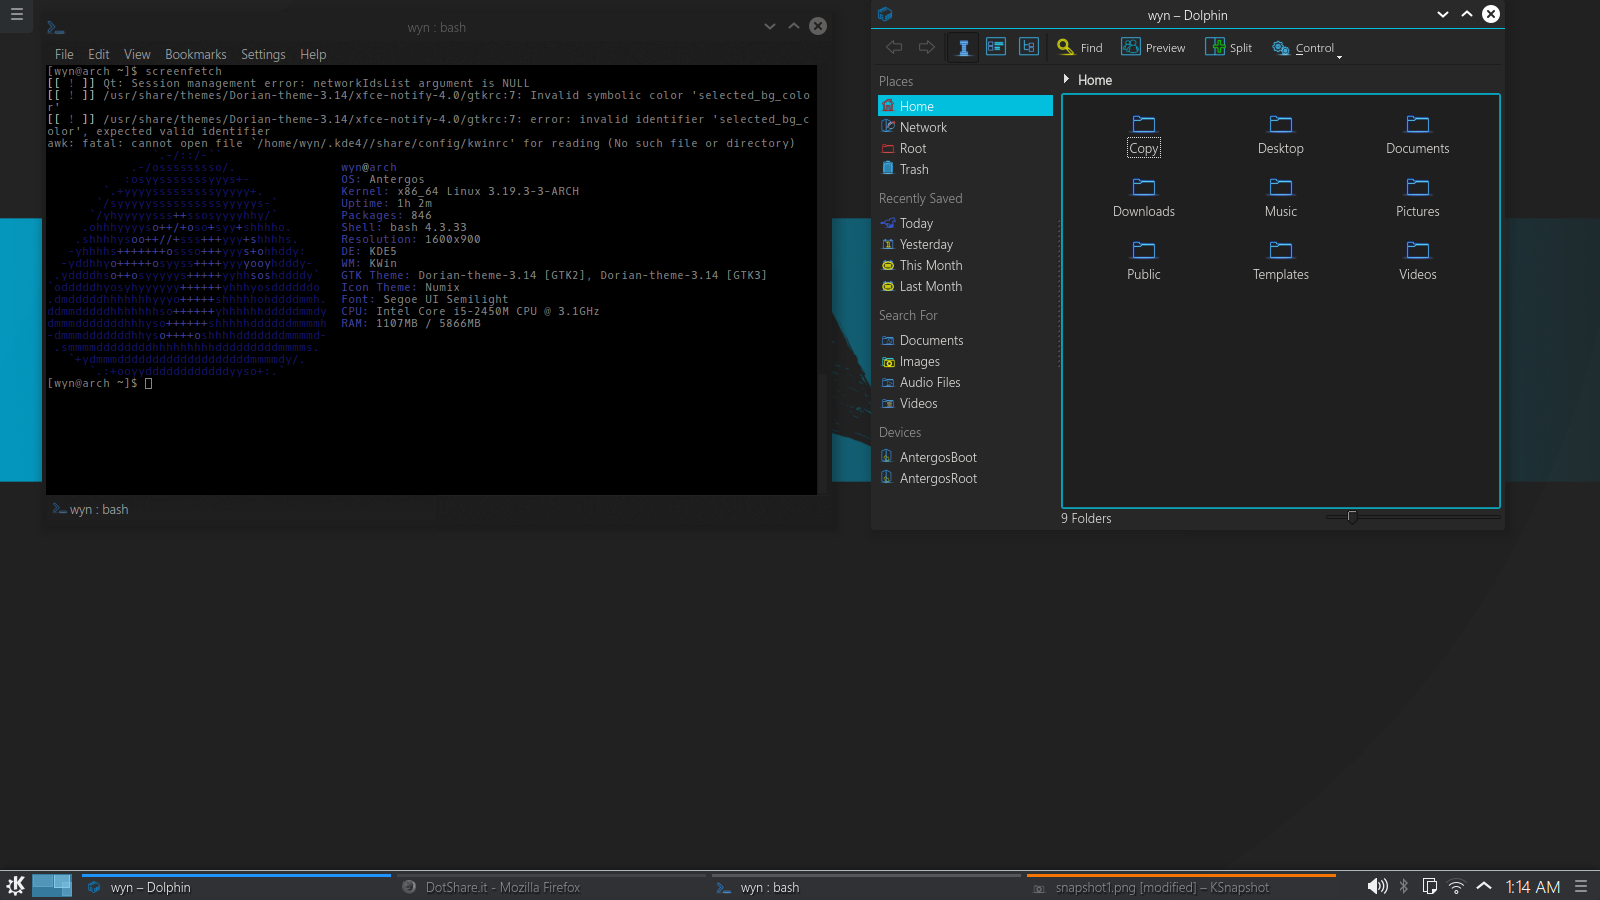 wyn : bash
File Edit View Bookmarks Settings Help
[wyn@arch ~]$ screenfetch
[[ ! ]] Qt: Session management error: networkIdsList argument is NULL
[[ ! ]] /usr/share/themes/Dorian-theme-3.14/xfce-notify-4.0/gtkrc:7: Invalid symbolic color 'selected_bg_colo
r'
[[ ! ]] /usr/share/themes/Dorian-theme-3.14/xfce-notify-4.0/gtkrc:7: error: invalid identifier 'selected_bg_c
olor', expected valid identifier
awk: fatal: cannot open file `/home/wyn/.kde4//share/config/kwinrc' for reading (No such file or directory)
wyn@arch
OS: Antergos
Kernel: x86_64 Linux 3.19.3-3-ARCH
Uptime: 1h 2m
Packages: 846
Shell: bash 4.3.33
Resolution: 1600x900
DE: KDE5
WM: KWin
GTK Theme: Dorian-theme-3.14 [GTK2], Dorian-theme-3.14 [GTK3]
Icon Theme: Numix
Font: Segoe UI Semilight
CPU: Intel Core i5-2450M CPU @ 3.1GHz
RAM: 1107MB / 5866MB
[wyn@arch ~]$
wyn : bash
wyn – Dolphin
Find Preview Split Control
Places
Home
Network
Root
Trash
Recently Saved
Today
Yesterday
This Month
Last Month
Search For
Documents
Images
Audio Files
Videos
Devices
AntergosBoot
AntergosRoot
Home
Copy Desktop Documents
Downloads Music Pictures
Public Templates Videos
9 Folders
wyn – Dolphin
DotShare.it - Mozilla Firefox
wyn : bash
snapshot1.png [modified] – KSnapshot
1:14 AM